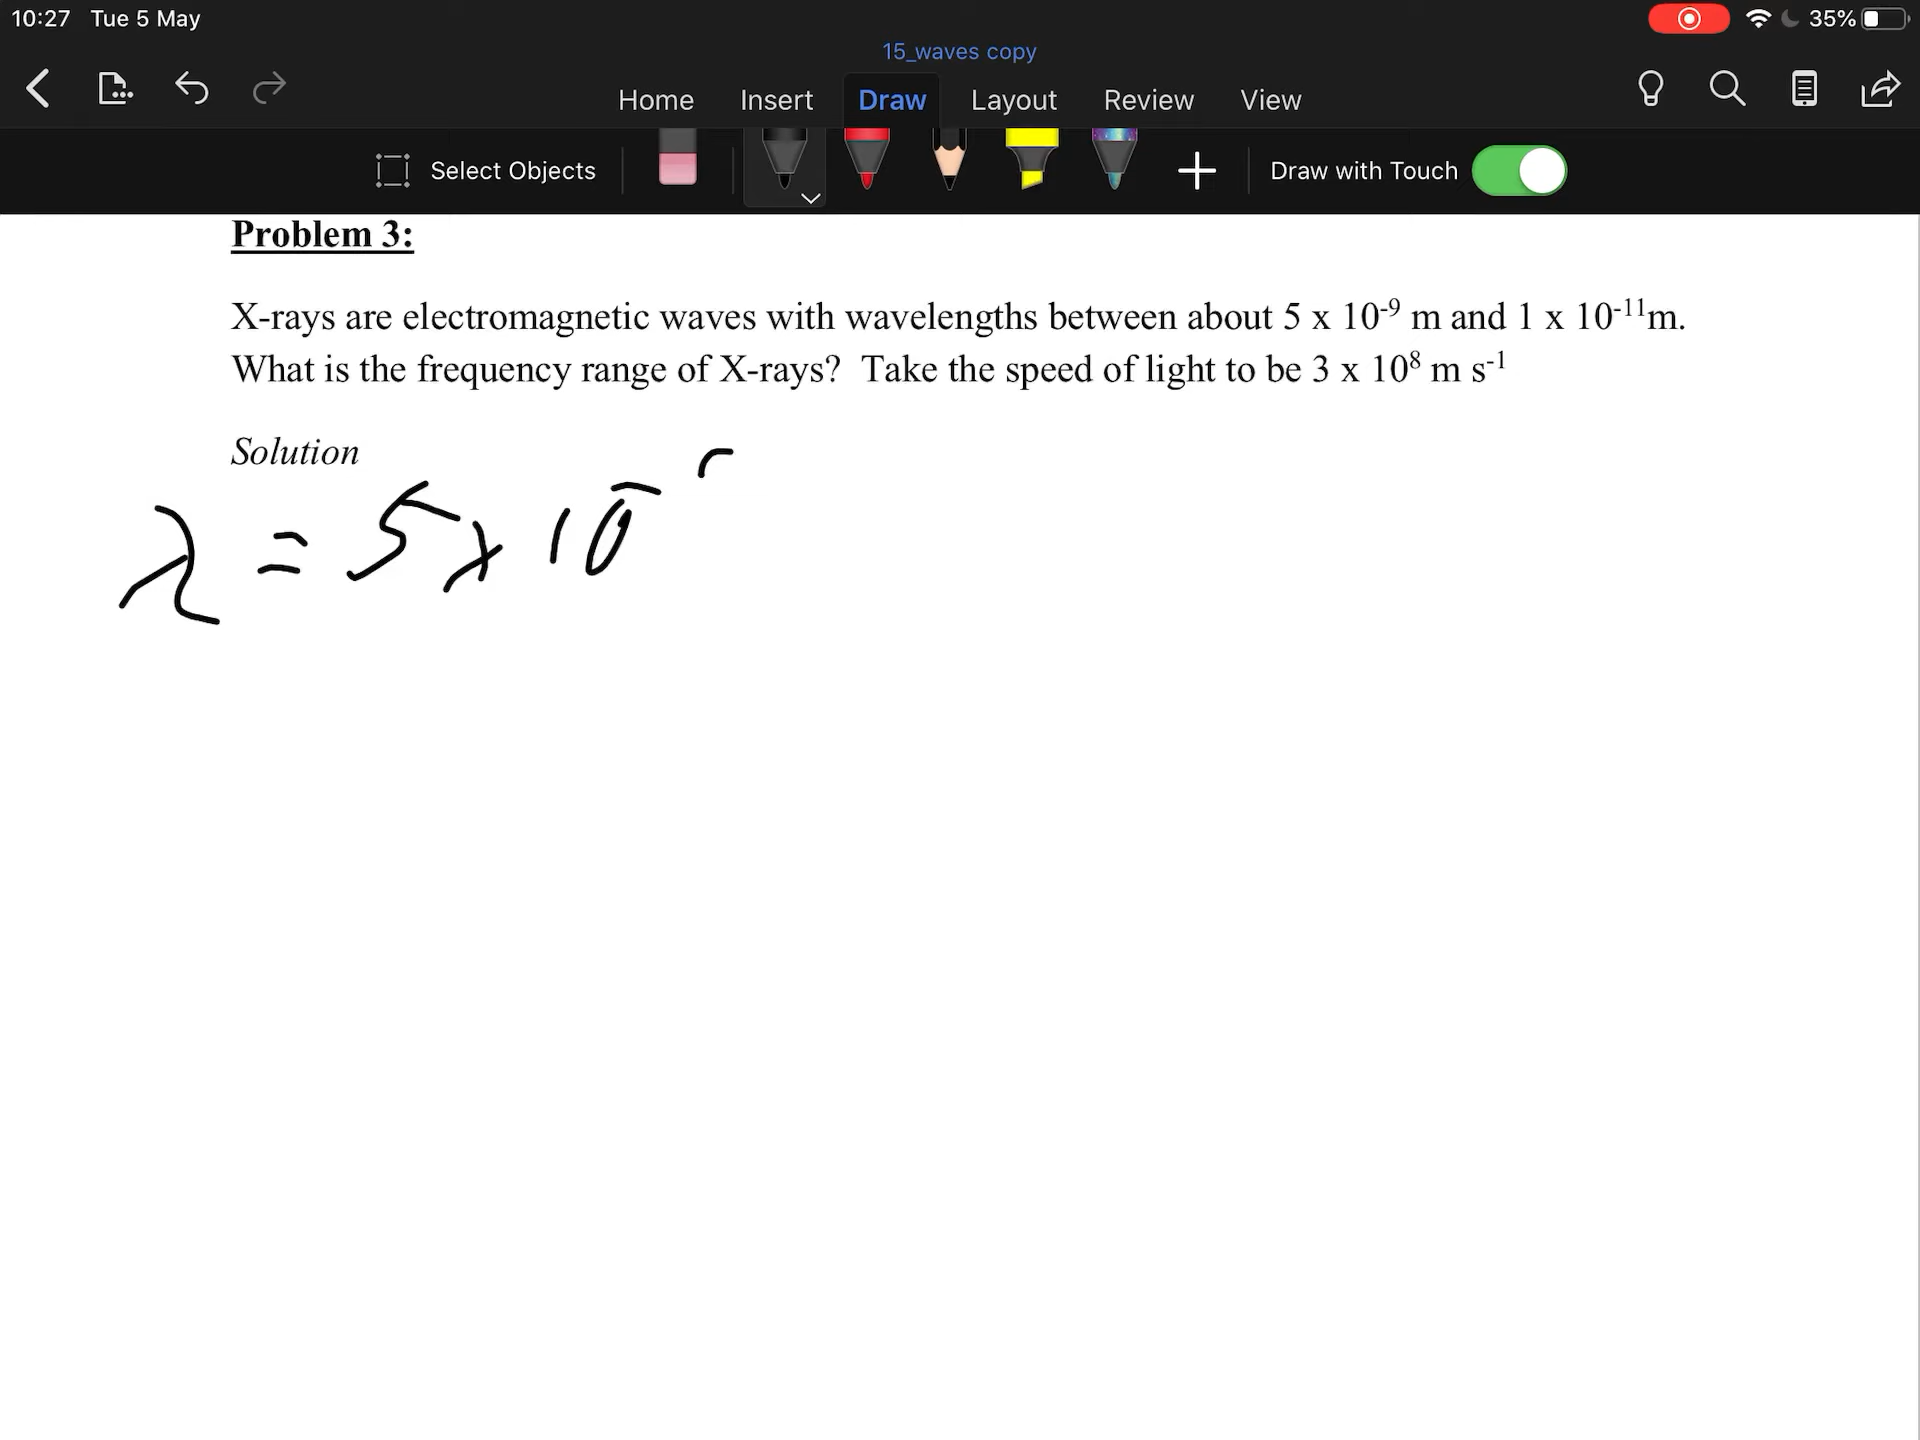 10:27 Tue 5 May 35%
15_waves copy
Home Insert Draw Layout Review View
Select Objects Draw with Touch
Problem 3:
X-rays are electromagnetic waves with wavelengths between about 5 x 10⁻⁹ m and 1 x 10⁻¹¹m.
What is the frequency range of X-rays? Take the speed of light to be 3 x 10⁸ m s⁻¹
Solution
λ = 5 x 10⁻